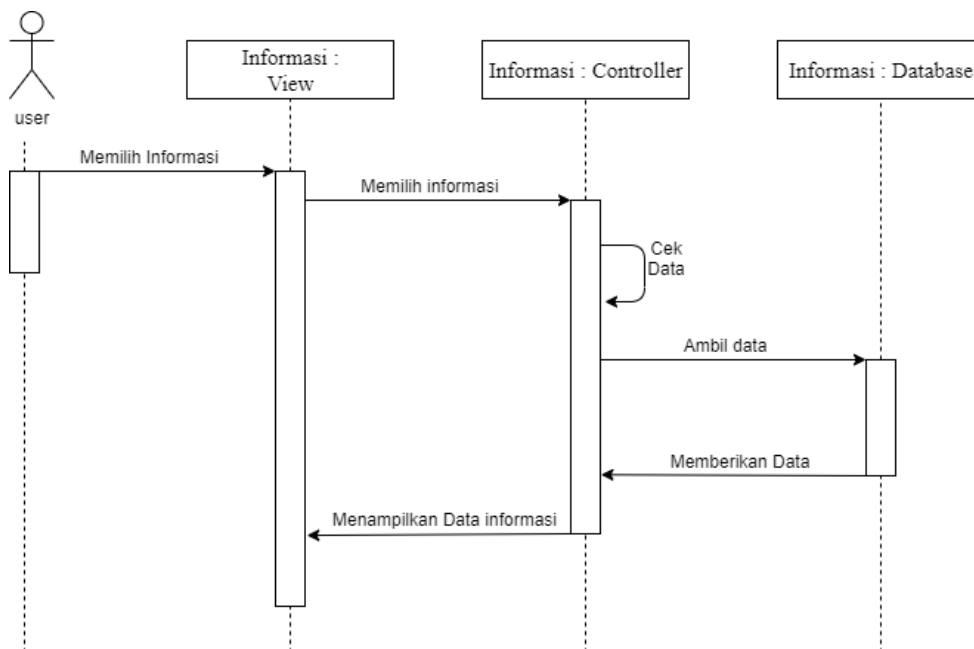 Informasi :
View
Informasi : Controller
Informasi : Database
user
Memilih Informasi
Memilih informasi
Cek
Data
Ambil data
Memberikan Data
Menampilkan Data informasi